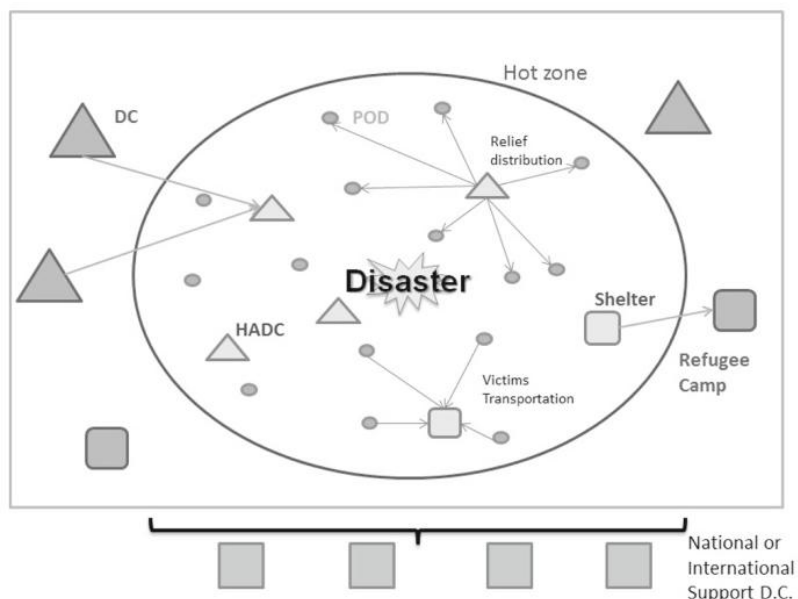 Hot zone
DC
POD
Relief
distribution
Disaster
Shelter
HADC
Refugee
Camp
Victims
Transportation
National or
International
Support D.C.